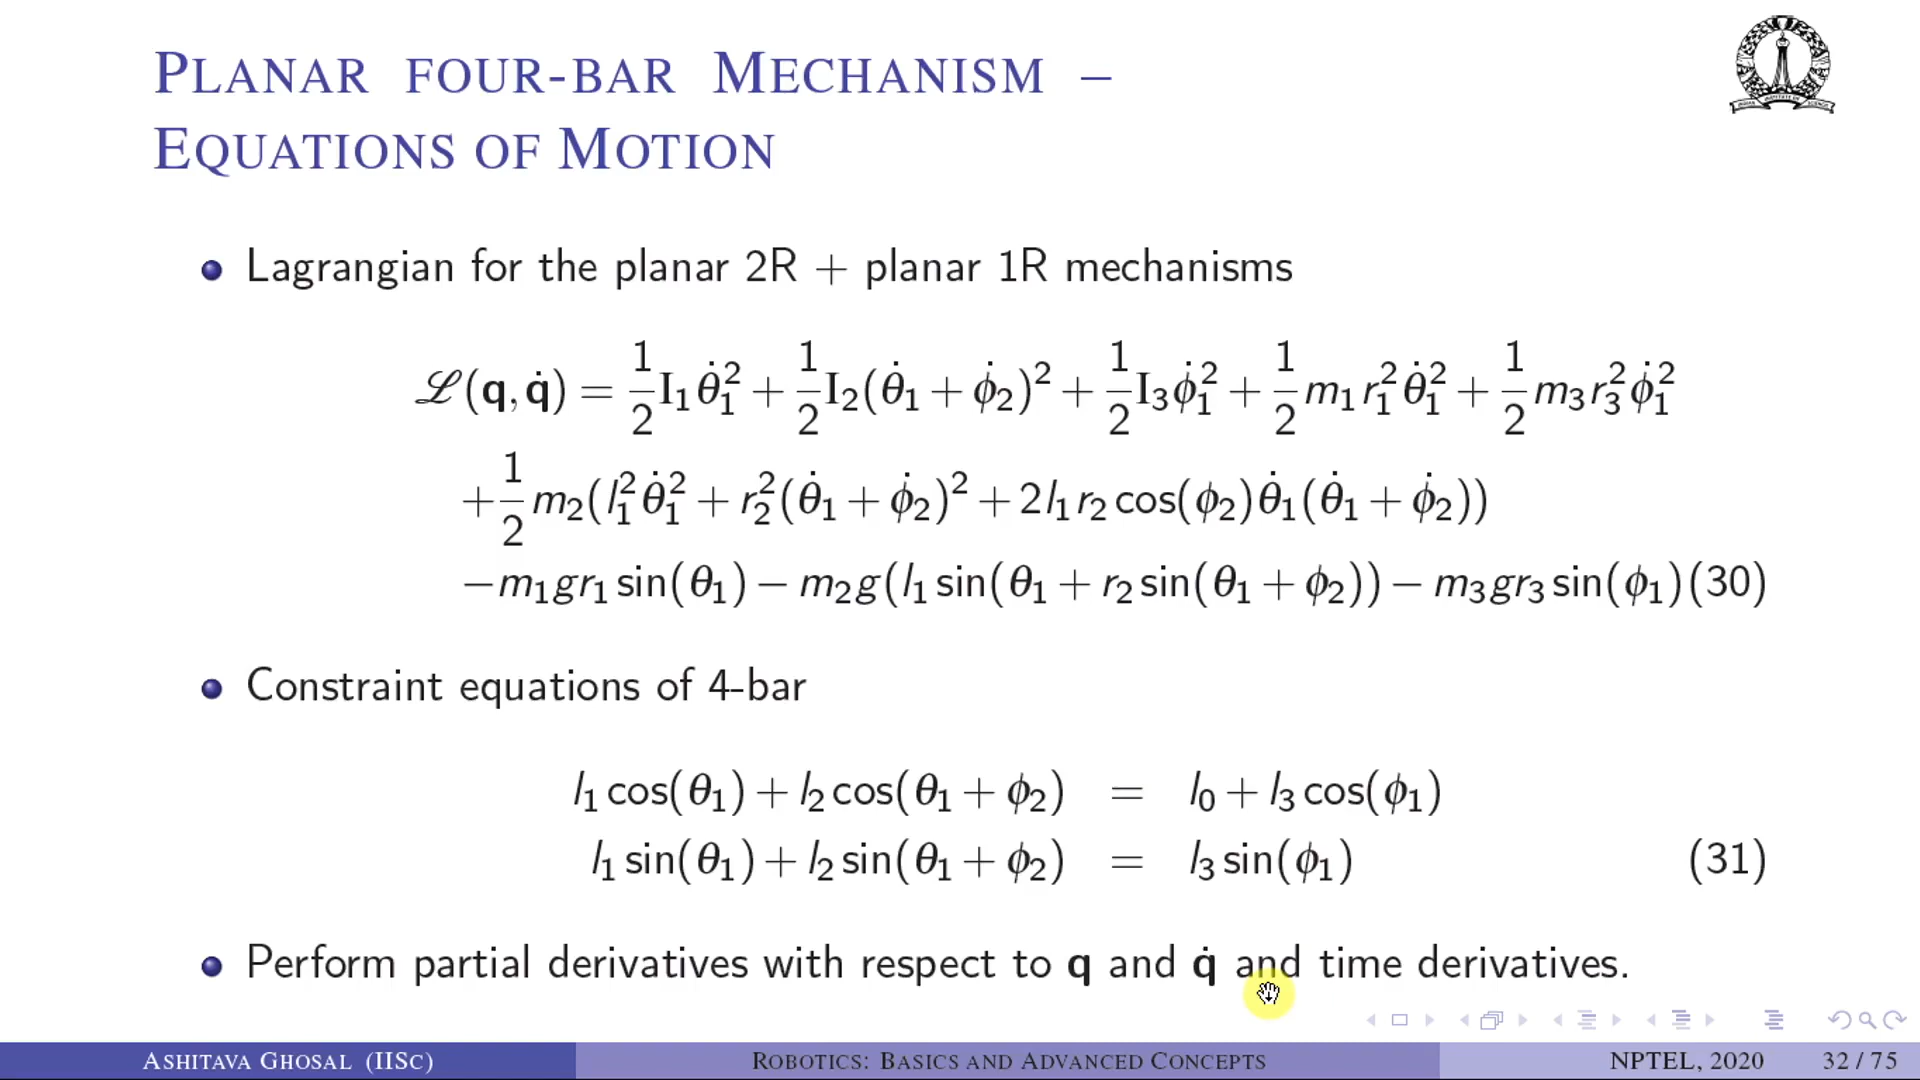 PLANAR FOUR-BAR MECHANISM –
EQUATIONS OF MOTION
Lagrangian for the planar 2R + planar 1R mechanisms
ℒ(q, q̇) = 1/2 I₁θ̇₁² + 1/2 I₂(θ̇₁ + ϕ̇₂)² + 1/2 I₃ϕ̇₁² + 1/2 m₁r₁²θ̇₁² + 1/2 m₃r₃²ϕ̇₁²
+ 1/2 m₂(l₁²θ̇₁² + r₂²(θ̇₁ + ϕ̇₂)² + 2l₁r₂ cos(ϕ₂)θ̇₁(θ̇₁ + ϕ̇₂))
−m₁gr₁ sin(θ₁) − m₂g(l₁ sin(θ₁ + r₂ sin(θ₁ + ϕ₂)) − m₃gr₃ sin(ϕ₁) (30)
Constraint equations of 4-bar
l₁ cos(θ₁) + l₂ cos(θ₁ + ϕ₂) = l₀ + l₃ cos(ϕ₁)
l₁ sin(θ₁) + l₂ sin(θ₁ + ϕ₂) = l₃ sin(ϕ₁) (31)
Perform partial derivatives with respect to q and q̇ and time derivatives.
ASHITAVA GHOSAL (IISC) ROBOTICS: BASICS AND ADVANCED CONCEPTS NPTEL, 2020 32 / 75